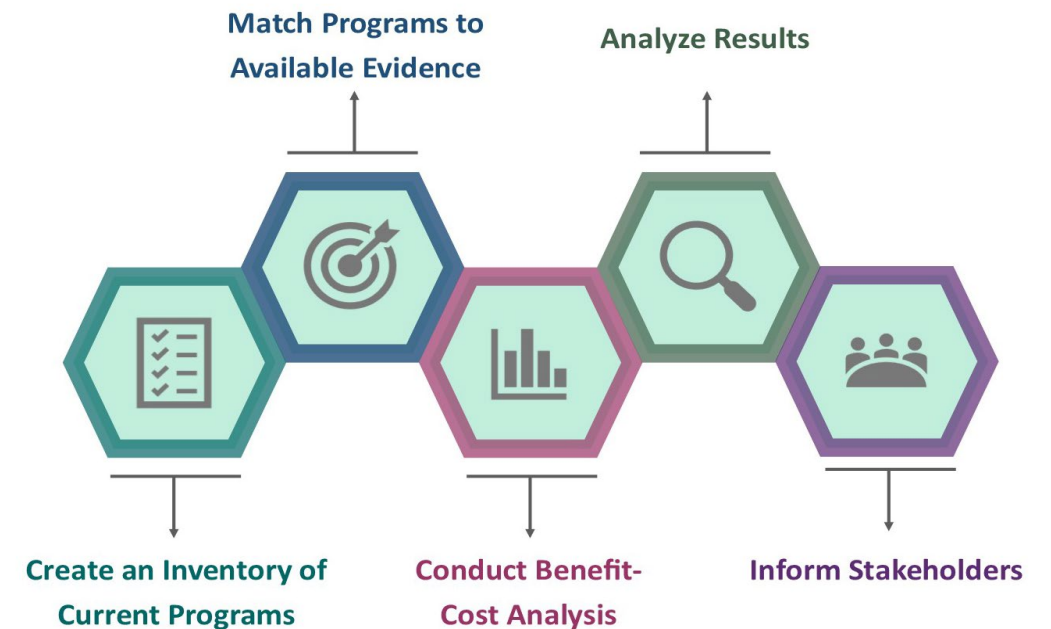 Match Programs to
Available Evidence
Analyze Results
Create an Inventory of
Current Programs
Conduct Benefit-
Cost Analysis
Inform Stakeholders